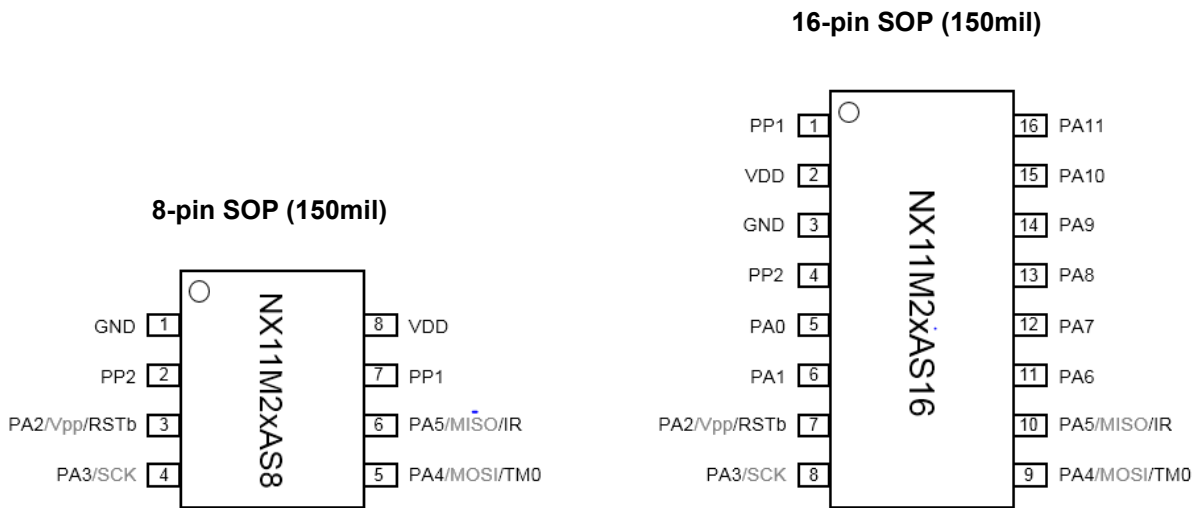 16-pin SOP (150mil)
PP1 1
VDD 2
GND 3
PP2 4
PA0 5
PA1 6
PA2/Vpp/RSTb 7
PA3/SCK 8
NX11M2xAS16
16 PA11
15 PA10
14 PA9
13 PA8
12 PA7
11 PA6
10 PA5/MISO/IR
9 PA4/MOSI/TM0
8-pin SOP (150mil)
GND 1
PP2 2
PA2/Vpp/RSTb 3
PA3/SCK 4
NX11M2xAS8
8 VDD
7 PP1
6 PA5/MISO/IR
5 PA4/MOSI/TM0